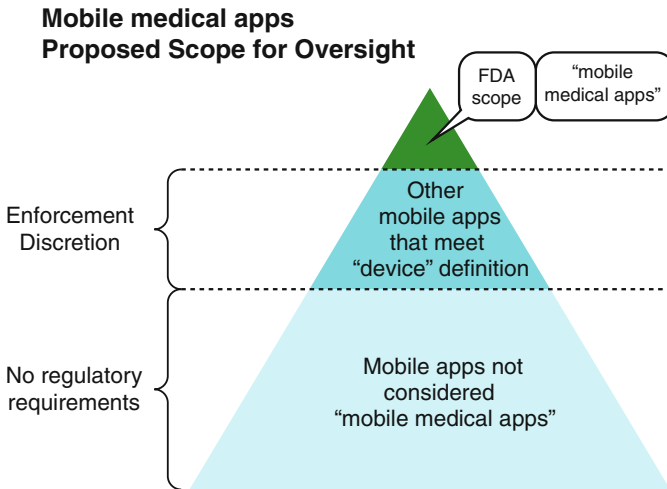 Mobile medical apps
Proposed Scope for Oversight
FDA
scope
“mobile
medical apps”
Enforcement
Discretion
Other
mobile apps
that meet
“device” definition
No regulatory
requirements
Mobile apps not
considered
“mobile medical apps”